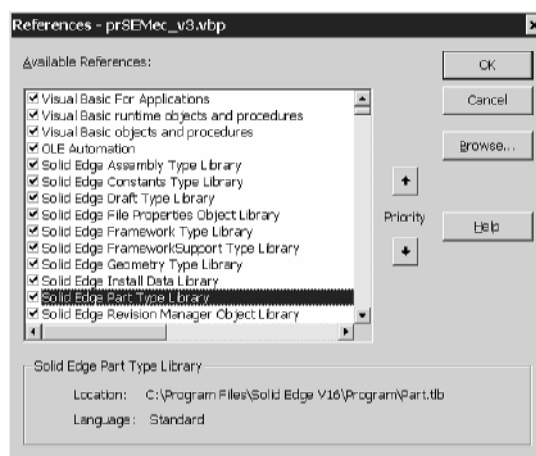 References - prSEMec_v3.vbp
Available References:
OK
Cancel
Browse...
Help
Visual Basic For Applications
Visual Basic runtime objects and procedures
Visual Basic objects and procedures
OLE Automation
Solid Edge Assembly Type Library
Solid Edge Constants Type Library
Solid Edge Draft Type Library
Solid Edge File Properties Object Library
Solid Edge Framework Type Library
Solid Edge FrameworkSupport Type Library
Solid Edge Geometry Type Library
Solid Edge Install Data Library
Solid Edge Part Type Library
Solid Edge Revision Manager Object Library
Priority
Solid Edge Part Type Library
Location: C:\Program Files\Solid Edge V16\Program\Part.tlb
Language: Standard